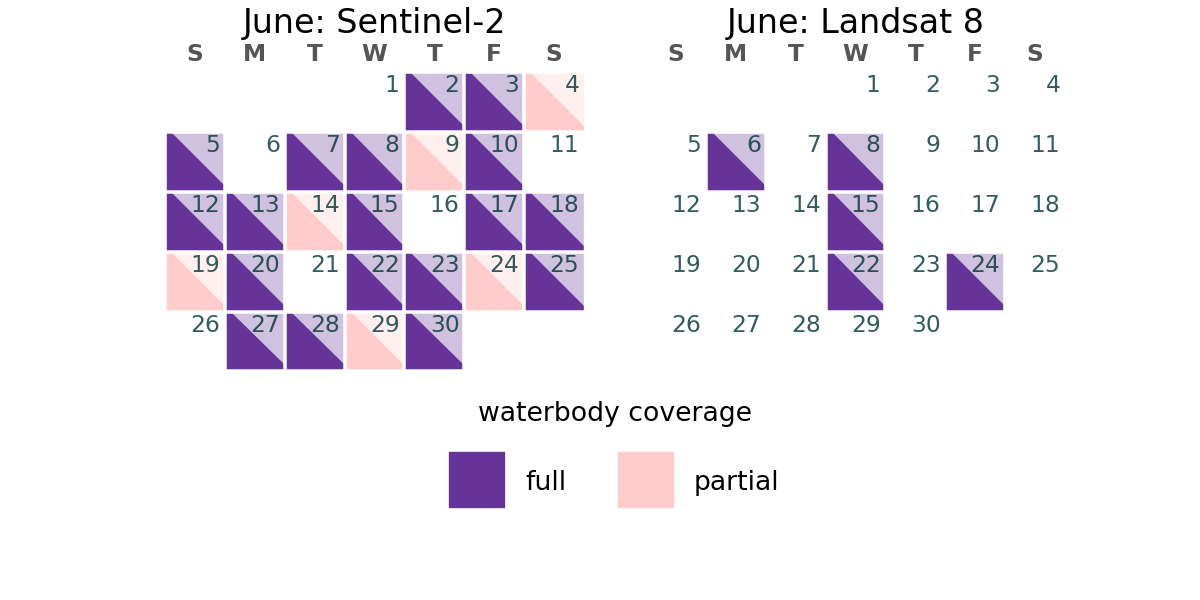 June: Sentinel-2
S M T W T F S
1 2 3 4
5 6 7 8 9 10 11
12 13 14 15 16 17 18
19 20 21 22 23 24 25
26 27 28 29 30
June: Landsat 8
S M T W T F S
1 2 3 4
5 6 7 8 9 10 11
12 13 14 15 16 17 18
19 20 21 22 23 24 25
26 27 28 29 30
waterbody coverage
full
partial